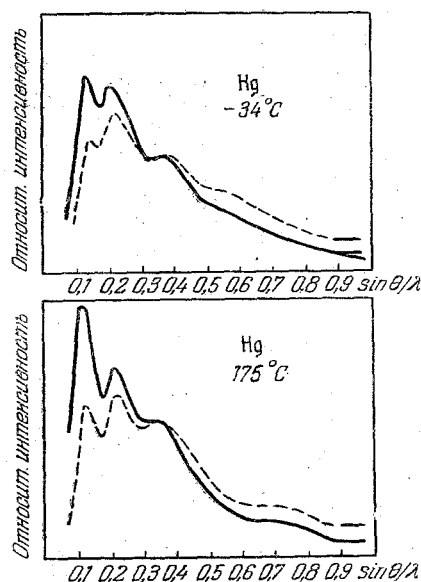 Относит. интенсивность
Hg
-34°C
0,1 0,2 0,3 0,4 0,5 0,6 0,7 0,8 0,9 sin θ/λ
Относит. интенсивность
Hg
175°C
0,1 0,2 0,3 0,4 0,5 0,6 0,7 0,8 0,9 sin θ/λ